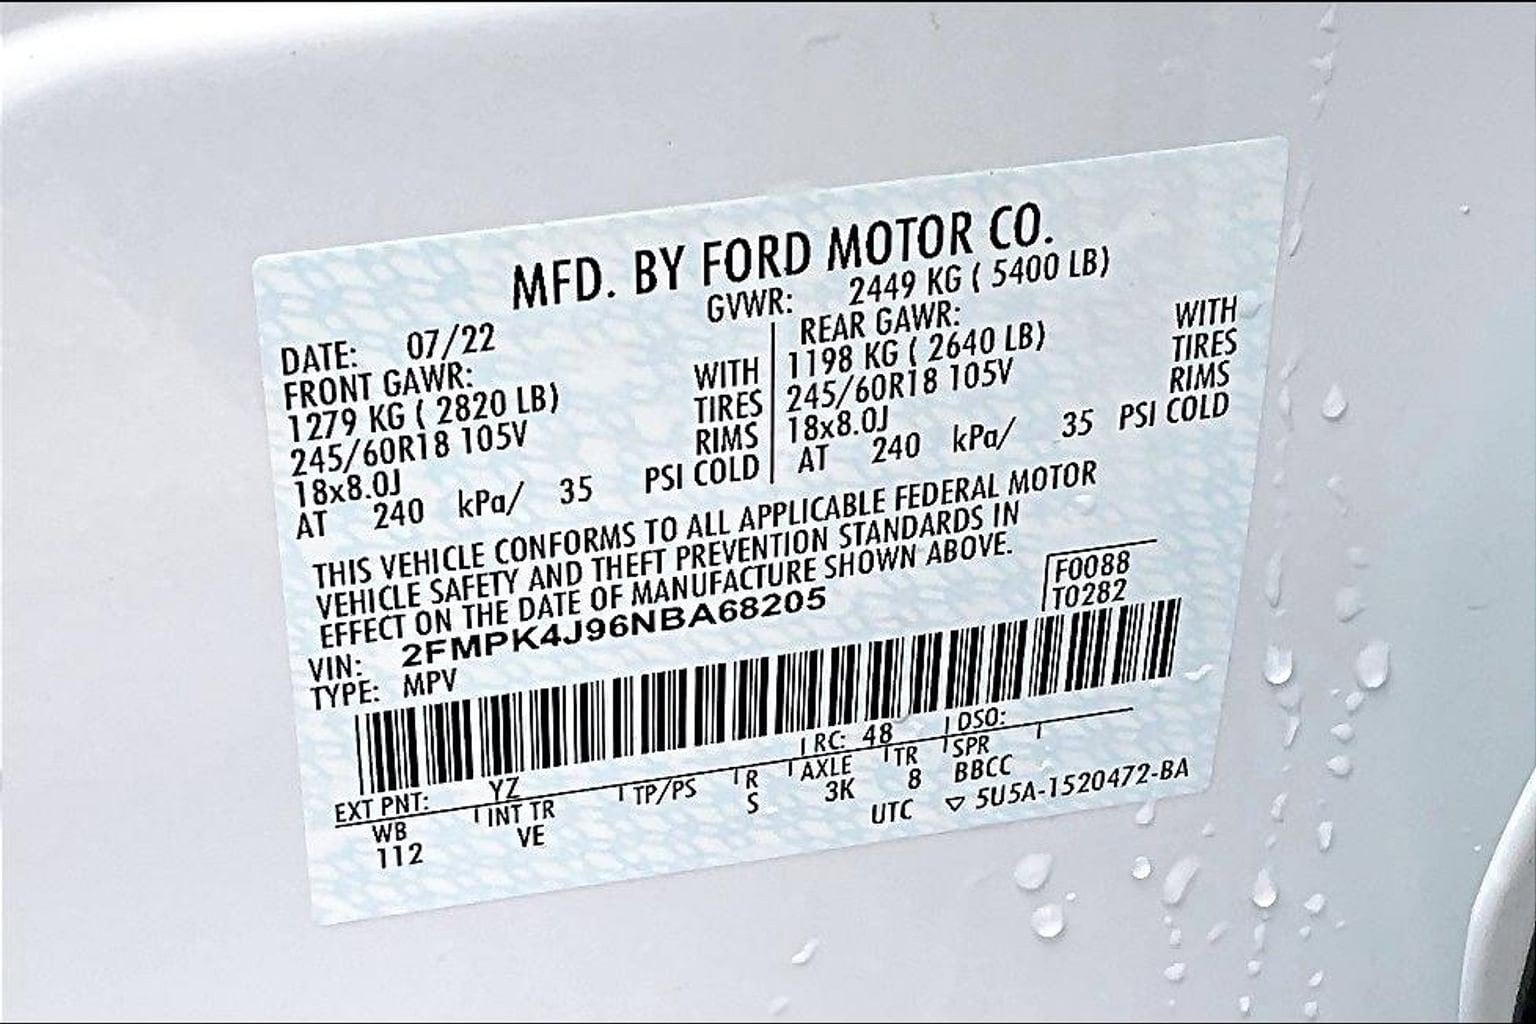 MFD. BY FORD MOTOR CO.
DATE: 07/22 GVWR: 2449 KG ( 5400 LB)
FRONT GAWR: REAR GAWR:
1279 KG ( 2820 LB) WITH 1198 KG ( 2640 LB) WITH
245/60R18 105V TIRES 245/60R18 105V TIRES
18x8.0J RIMS 18x8.0J RIMS
AT 240 kPa/ 35 PSI COLD AT 240 kPa/ 35 PSI COLD
THIS VEHICLE CONFORMS TO ALL APPLICABLE FEDERAL MOTOR
VEHICLE SAFETY AND THEFT PREVENTION STANDARDS IN
EFFECT ON THE DATE OF MANUFACTURE SHOWN ABOVE.
F0088
VIN: 2FMPK4J96NBA68205 T0282
TYPE: MPV
EXT PNT: YZ RC: 48 DSO:
WB INT TR TP/PS R AXLE TR SPR
112 VE S 3K 8 BBCC
UTC ▽ 5U5A-1520472-BA